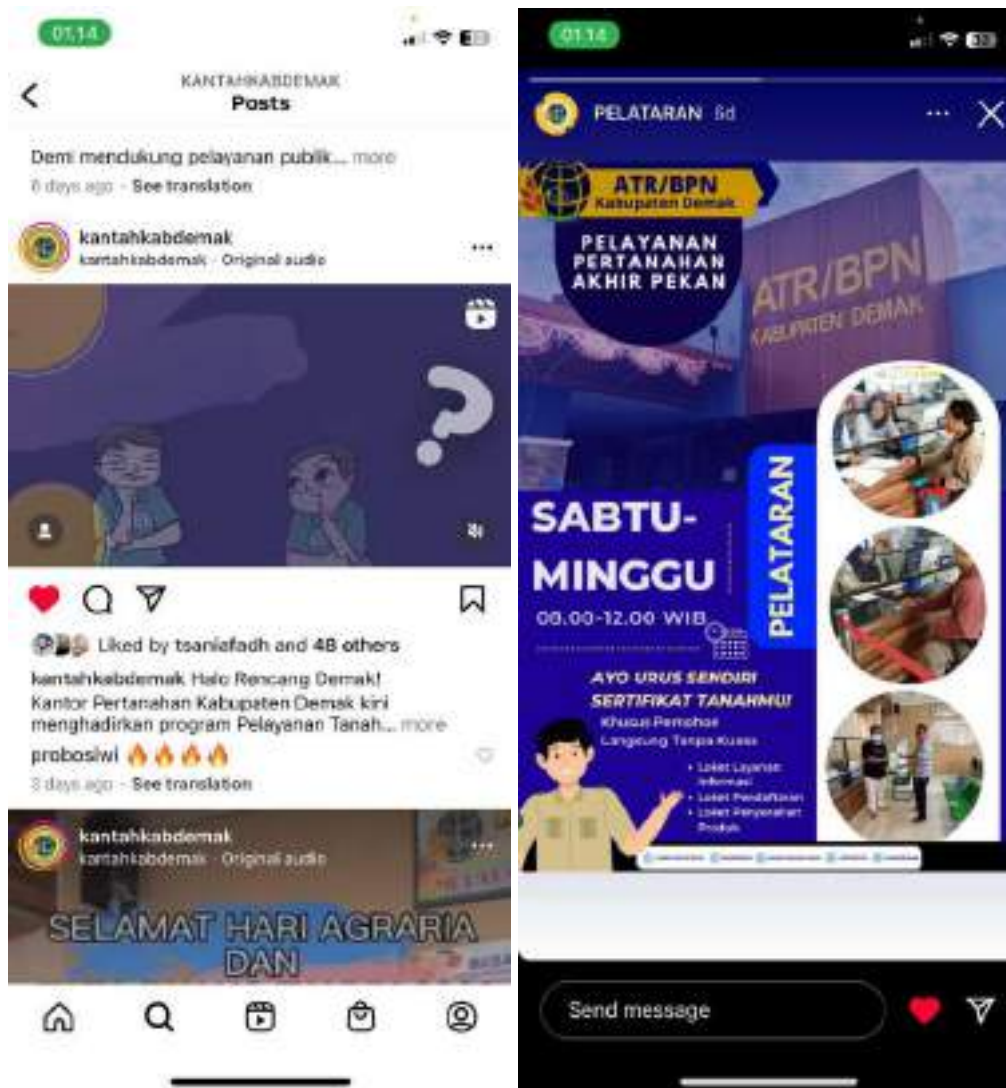 01.14
KANTAHKABDEMAK
Posts
Demi mendukung pelayanan publik... more
6 days ago - See translation
kantahkabdemak
kantahkabdemak · Original audio
?
Liked by tsaniafadh and 48 others
kantahkabdemak Halo Rencang Demak!
Kantor Pertanahan Kabupaten Demak kini
menghadirkan program Pelayanan Tanah... more
probosiwi 🔥🔥🔥🔥
3 days ago - See translation
kantahkabdemak
kantahkabdemak · Original audio
SELAMAT HARI AGRARIA
DAN
01.14
PELATARAN 6d
ATR/BPN
Kabupaten Demak
PELAYANAN
PERTANAHAN
AKHIR PEKAN
ATR/BPN
KABUPATEN DEMAK
PELATARAN
SABTU-
MINGGU
08.00-12.00 WIB
AYO URUS SENDIRI
SERTIFIKAT TANAHMU!
Khusus Pemohon
Langsung Tanpa Kuasa
• Loket Layanan
Informasi
• Loket Pendaftaran
• Loket Penyerahan
Produk
Send message